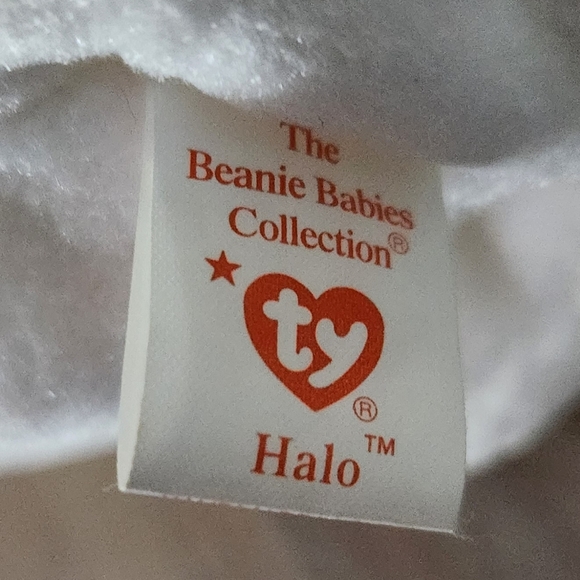 The
Beanie Babies
Collection®
ty®
Halo™